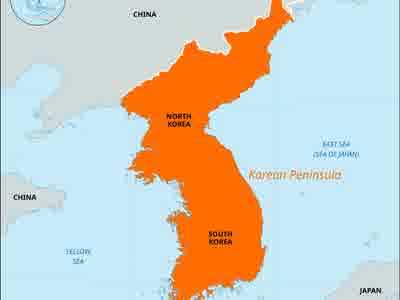 CHINA
NORTH
KOREA
EAST SEA
(SEA OF JAPAN)
Korean Peninsula
CHINA
SOUTH
KOREA
YELLOW
SEA
JAPAN